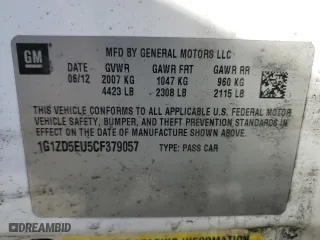 GM
MFD BY GENERAL MOTORS LLC
DATE GVWR GAWR FRT GAWR RR
06/12 2007 KG 1047 KG 960 KG
4423 LB 2308 LB 2115 LB
THIS VEHICLE CONFORMS TO ALL APPLICABLE U.S. FEDERAL MOTOR
VEHICLE SAFETY, BUMPER, AND THEFT PREVENTION STANDARDS IN
EFFECT ON THE DATE OF MANUFACTURE SHOWN ABOVE.
1G1ZD5EU5CF379057 TYPE: PASS CAR
DEALERSHIP.COM